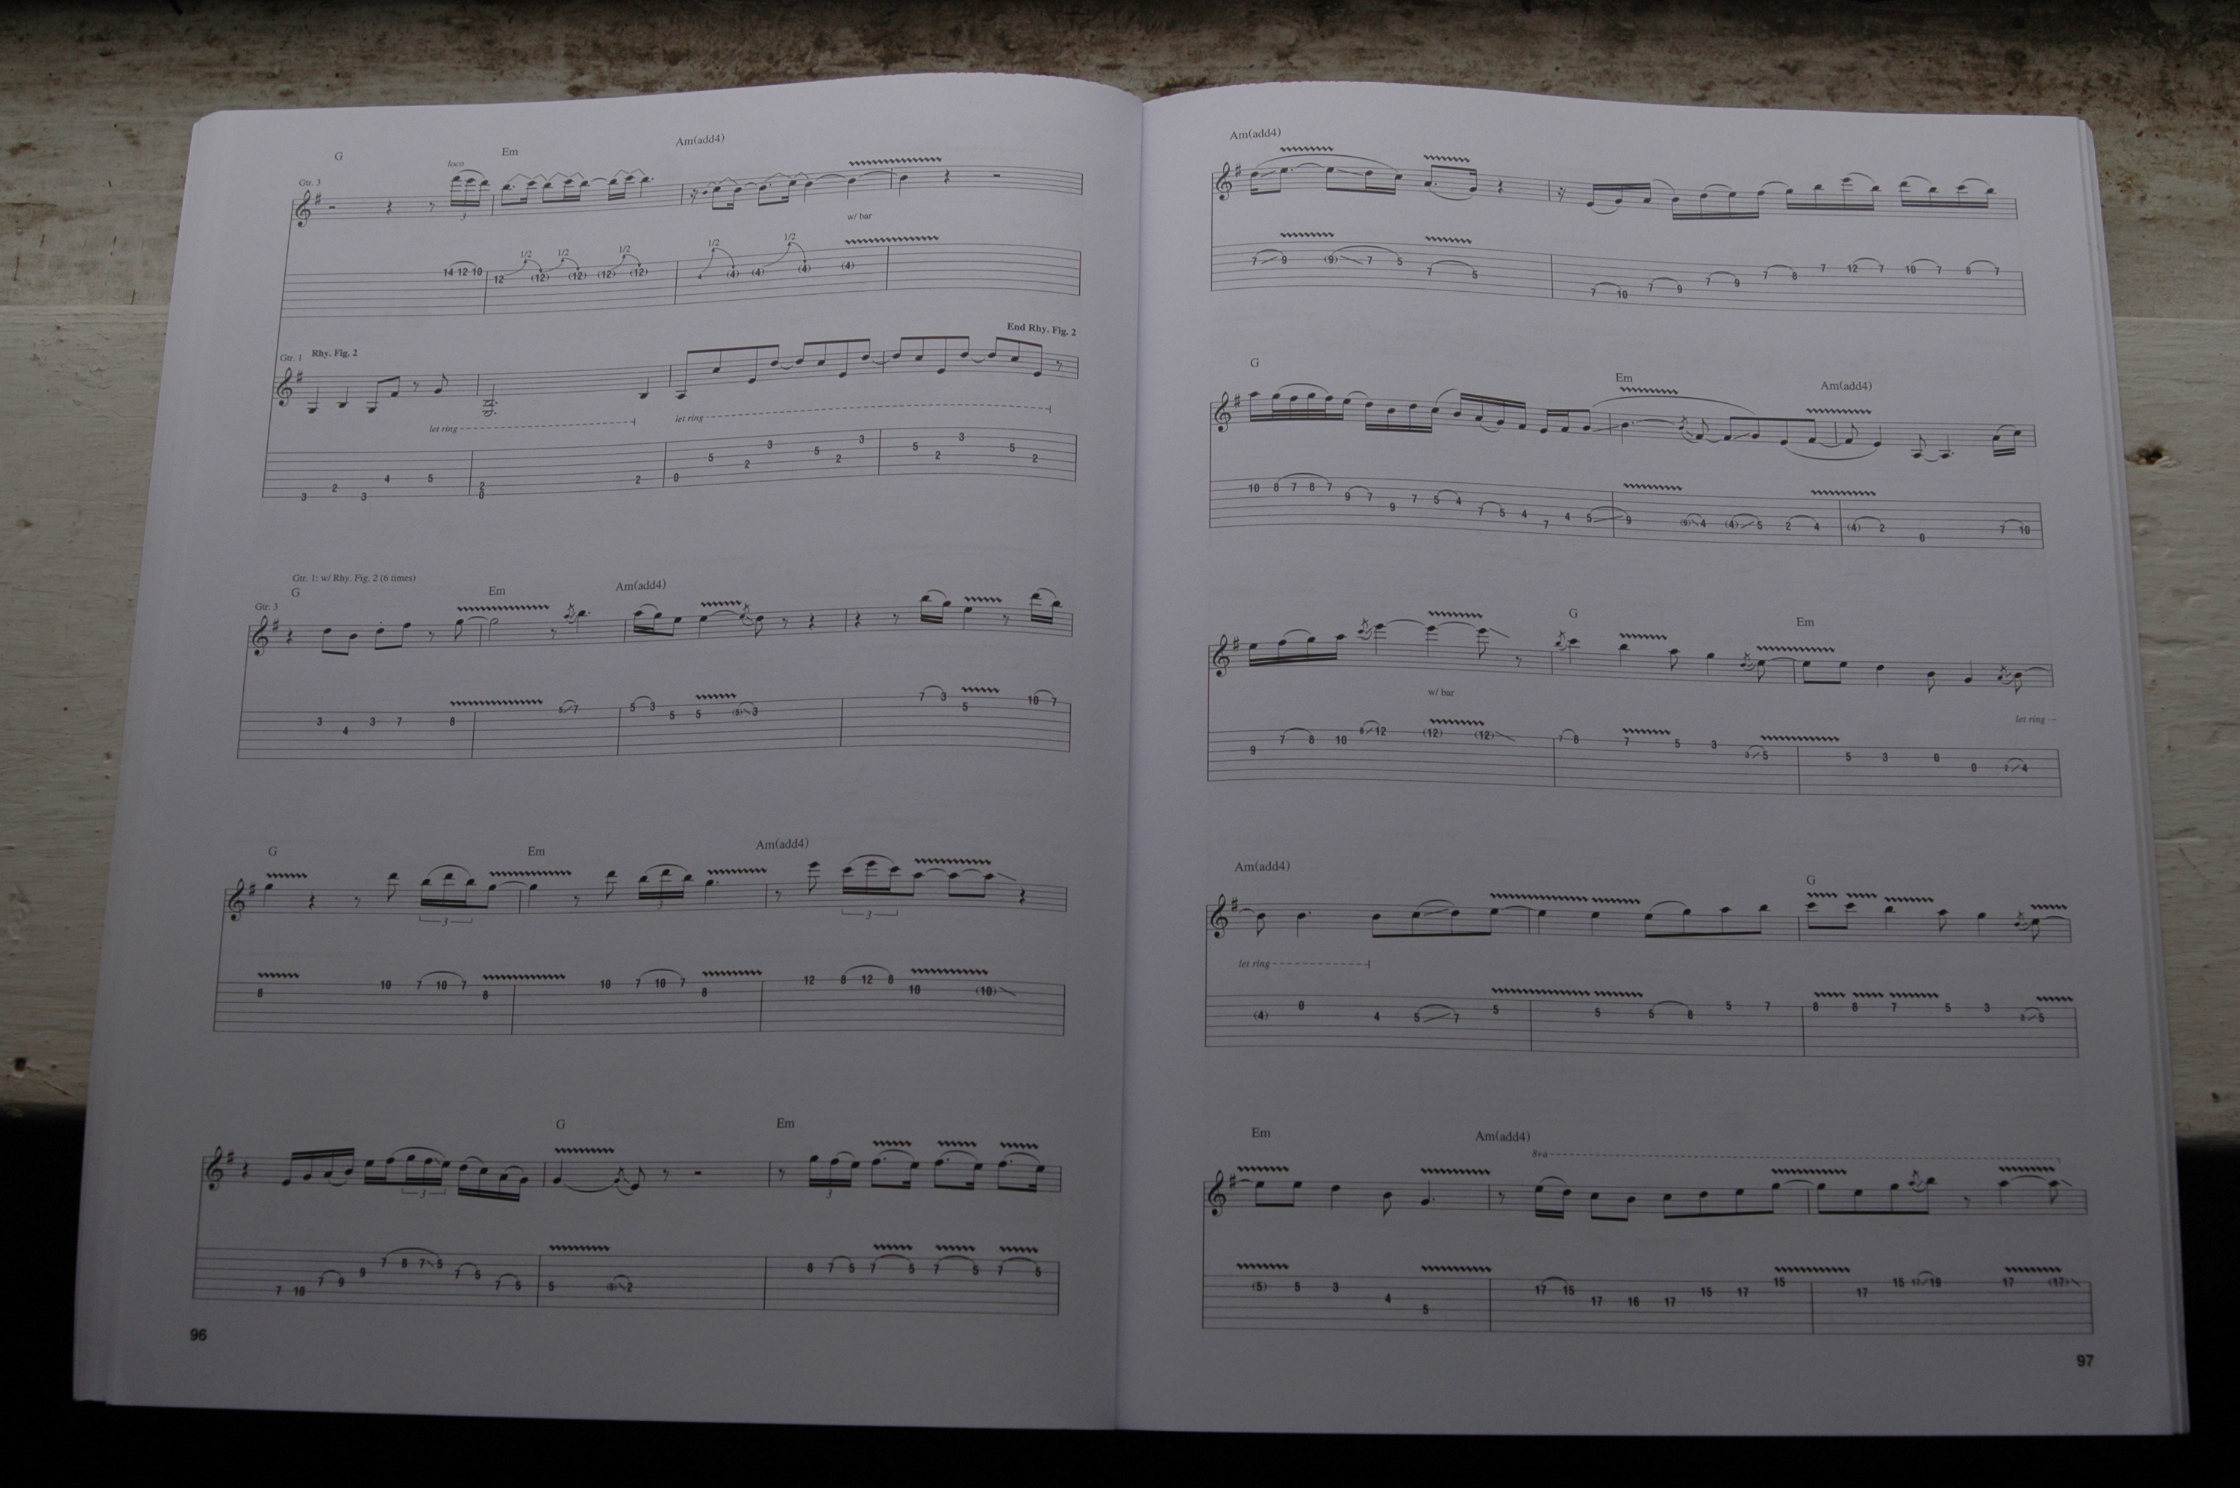 G Em Am(add4)
Gtr. 3 loco
3
w/ bar
1/2 1/2 1/2 1/2 1/2
14 12 10 12 (12) (12) (12) (12) (4) (4) (4) (4)
End Rhy. Fig. 2
Gtr. 1 Rhy. Fig. 2
let ring let ring
3 2 3 4 5 2 0 2 0 5 2 3 5 2 3 5 2 3 5 2
Gtr. 1: w/ Rhy. Fig. 2 (6 times)
G Em Am(add4)
Gtr. 3
3 4 3 7 8 5 7 5 3 5 5 (5) 3 7 3 5 10 7
G Em Am(add4)
3 3 3
8 10 7 10 7 8 10 7 10 7 8 12 8 12 8 10 (10)
G Em
3 3
7 10 7 9 9 7 8 7 5 7 5 7 5 5 (5) 2 8 7 5 7 5 7 5 7 5
96
Am(add4)
7 9 (9) 7 5 7 5 7 10 7 9 7 9 7 8 7 12 7 10 7 8 7
G Em Am(add4)
10 8 7 8 7 9 7 9 7 5 4 7 5 4 7 4 5 9 (9) 4 (4) 5 2 4 (4) 2 0 7 10
G Em
w/ bar let ring
9 7 8 10 8 12 (12) (12) 7 8 7 5 3 3 5 5 3 0 0 2 4
Am(add4) G
let ring
(4) 0 4 5 7 5 5 5 8 5 7 8 8 7 5 3 3 5
Em Am(add4)
8va
(5) 5 3 4 5 17 15 17 16 17 15 17 15 17 15 17 19 17 (17)
97